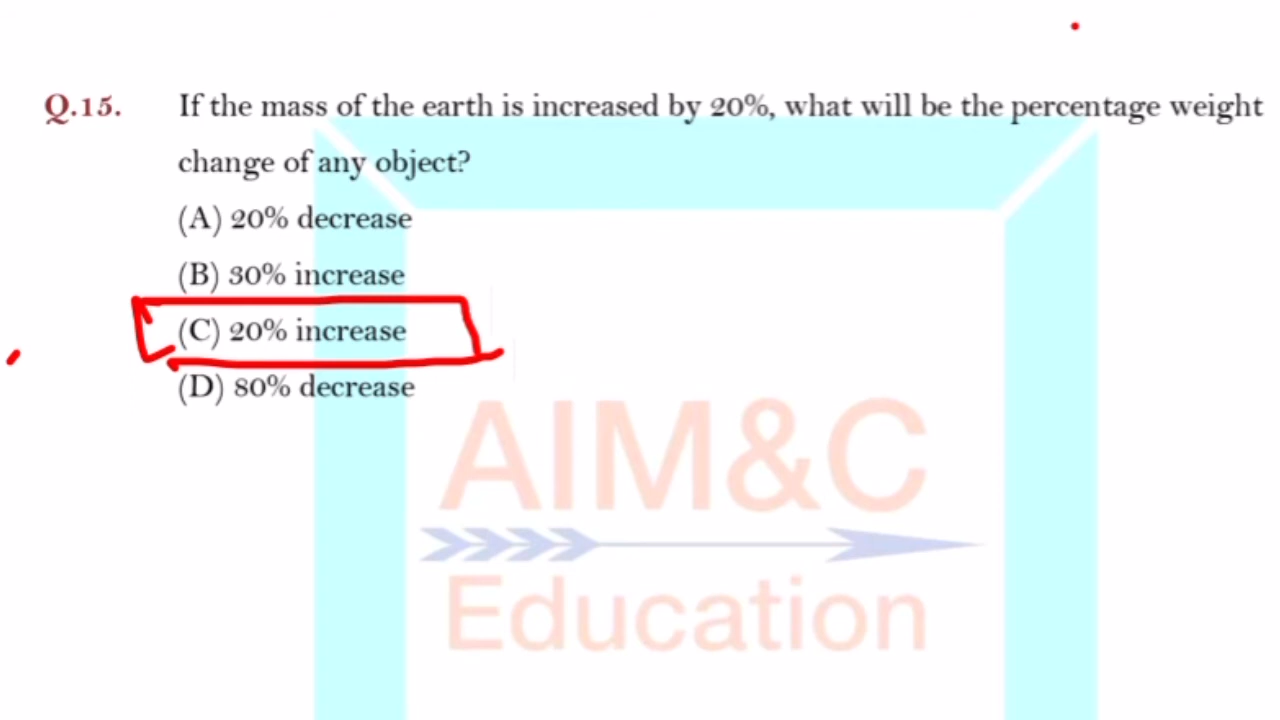 Q.15. If the mass of the earth is increased by 20%, what will be the percentage weight
change of any object?
(A) 20% decrease
(B) 30% increase
(C) 20% increase
(D) 80% decrease
AIM&C
Education